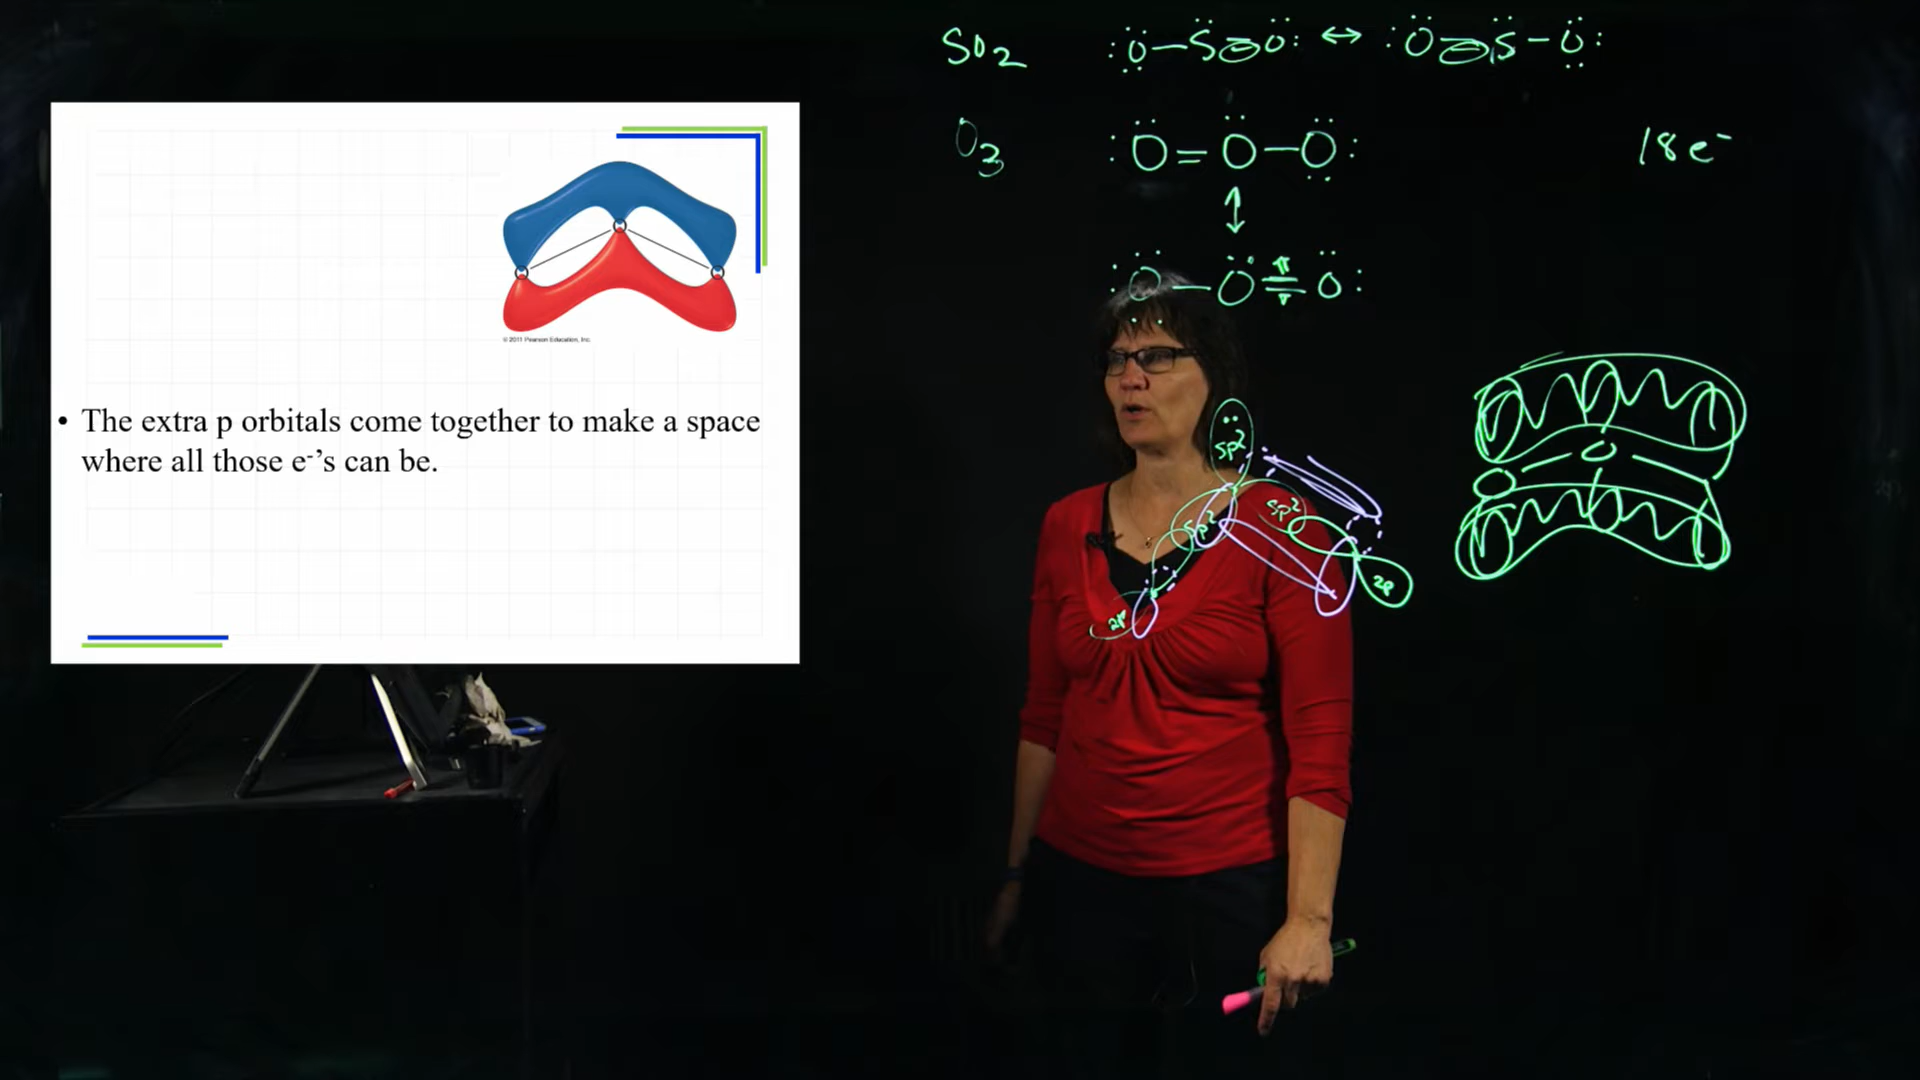 © 2011 Pearson Education, Inc.
• The extra p orbitals come together to make a space
where all those e⁻'s can be.
SO₂ :O—S=O: ↔ :O=S—O:
O₃ :O=O—O: 18e⁻
↕
:O—O=O:
π
sp²
sp² sp²
2p
2p
O
O